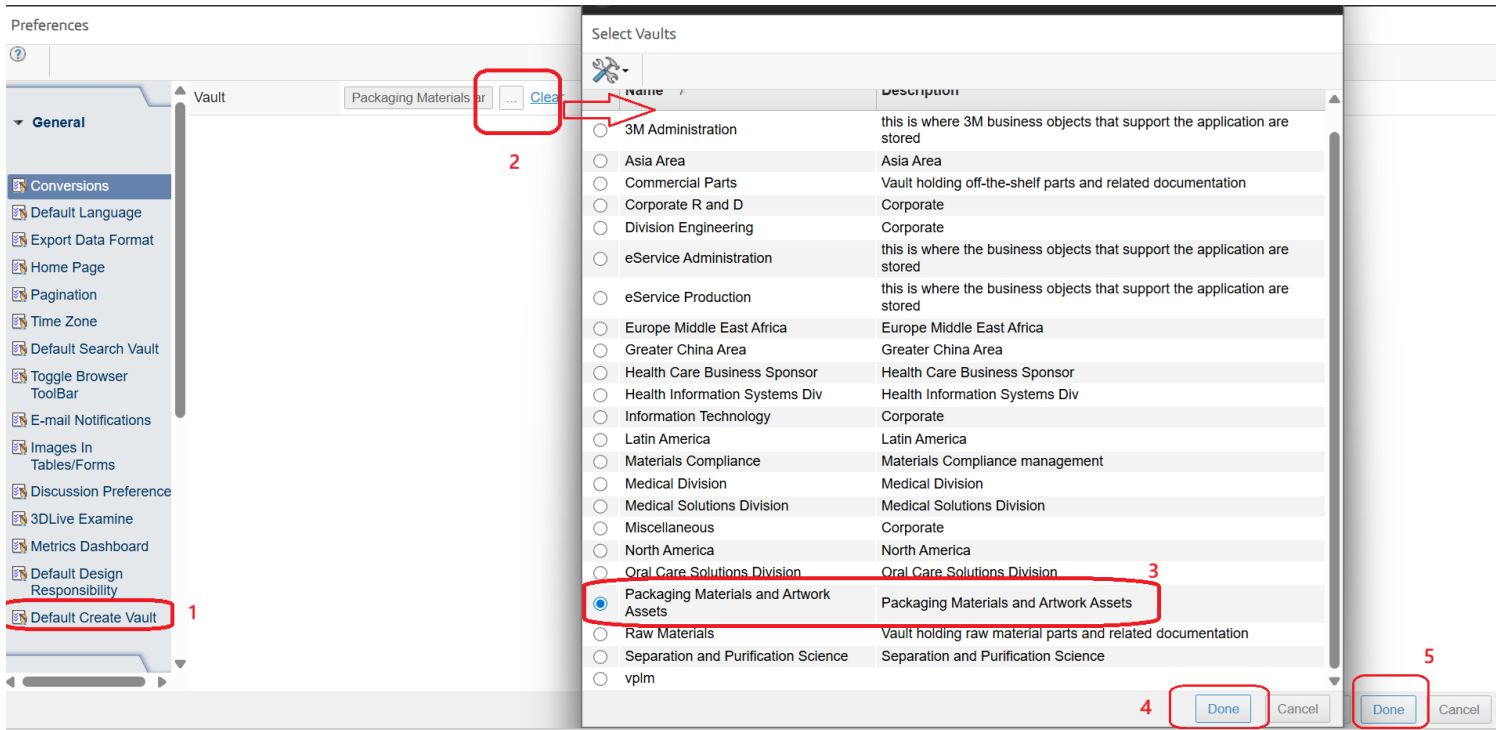 Preferences
General
Conversions
Default Language
Export Data Format
Home Page
Pagination
Time Zone
Default Search Vault
Toggle Browser
ToolBar
E-mail Notifications
Images In
Tables/Forms
Discussion Preference
3DLive Examine
Metrics Dashboard
Default Design
Responsibility
Default Create Vault
1
Vault
Packaging Materials ar
...
Clear
2
Select Vaults
Name Description
3M Administration
this is where 3M business objects that support the application are
stored
Asia Area Asia Area
Commercial Parts Vault holding off-the-shelf parts and related documentation
Corporate R and D Corporate
Division Engineering Corporate
eService Administration
this is where the business objects that support the application are
stored
eService Production
this is where the business objects that support the application are
stored
Europe Middle East Africa Europe Middle East Africa
Greater China Area Greater China Area
Health Care Business Sponsor Health Care Business Sponsor
Health Information Systems Div Health Information Systems Div
Information Technology Corporate
Latin America Latin America
Materials Compliance Materials Compliance management
Medical Division Medical Division
Medical Solutions Division Medical Solutions Division
Miscellaneous Corporate
North America North America
Oral Care Solutions Division Oral Care Solutions Division
3
Packaging Materials and Artwork
Assets
Packaging Materials and Artwork Assets
Raw Materials Vault holding raw material parts and related documentation
Separation and Purification Science Separation and Purification Science
vplm
4
Done Cancel
5
Done Cancel